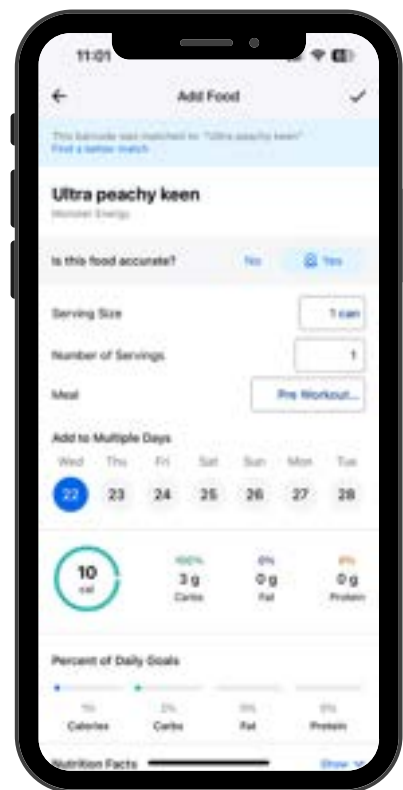 11:01
Add Food
This barcode was matched to: "Ultra peachy keen"
Find a better match
Ultra peachy keen
Monster Energy
Is this food accurate? No Yes
Serving Size 1 can
Number of Servings 1
Meal Pre Workout...
Add to Multiple Days
Wed Thu Fri Sat Sun Mon Tue
22 23 24 25 26 27 28
100% 0% 0%
10 3 g 0 g 0 g
cal Carbs Fat Protein
Percent of Daily Goals
Calories Carbs Fat Protein
Nutrition Facts Show